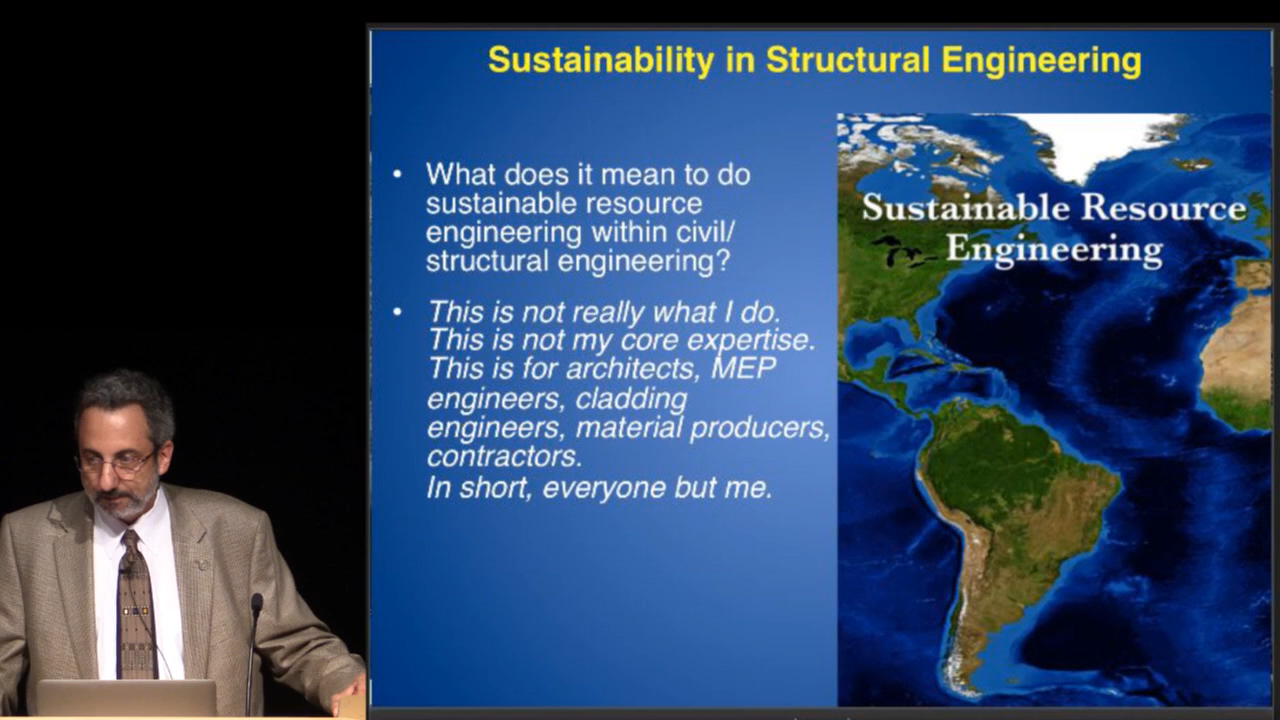 Sustainability in Structural Engineering
• What does it mean to do
sustainable resource
engineering within civil/
structural engineering?
• This is not really what I do.
This is not my core expertise.
This is for architects, MEP
engineers, cladding
engineers, material producers,
contractors.
In short, everyone but me.
Sustainable Resource
Engineering